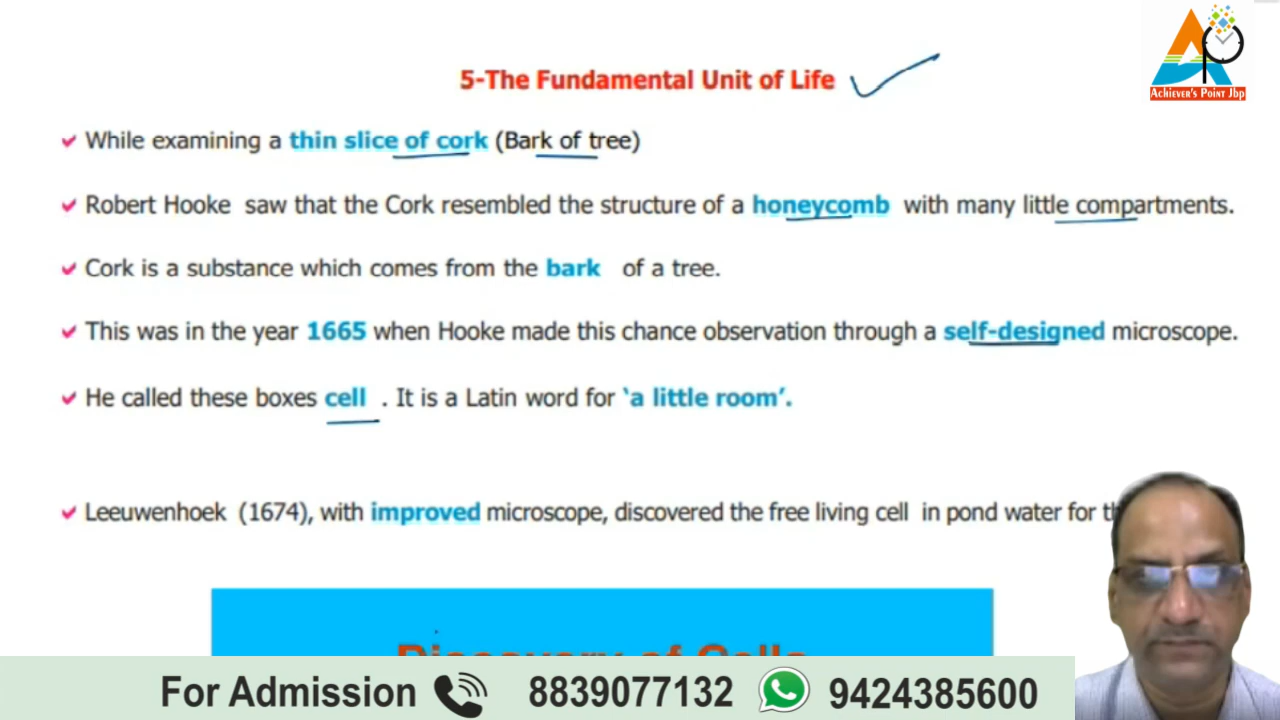 5-The Fundamental Unit of Life
While examining a thin slice of cork (Bark of tree)
Robert Hooke saw that the Cork resembled the structure of a honeycomb with many little compartments.
Cork is a substance which comes from the bark of a tree.
This was in the year 1665 when Hooke made this chance observation through a self-designed microscope.
He called these boxes cell . It is a Latin word for ‘a little room’.
Leeuwenhoek (1674), with improved microscope, discovered the free living cell in pond water for
Discovery of Cells
For Admission 8839077132 9424385600
Achiever's Point Jbp